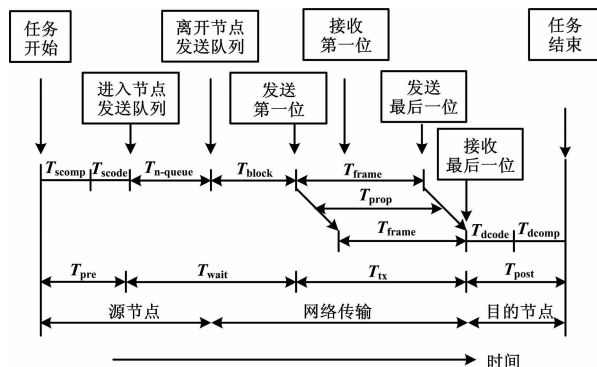 任务
开始
离开节点
发送队列
接收
第一位
任务
结束
进入节点
发送队列
发送
第一位
发送
最后一位
接收
最后一位
Tscomp
Tscode
Tn-queue
Tblock
Tframe
Tprop
Tframe
Tdcode
Tdcomp
Tpre
Twait
Ttx
Tpost
源节点
网络传输
目的节点
时间